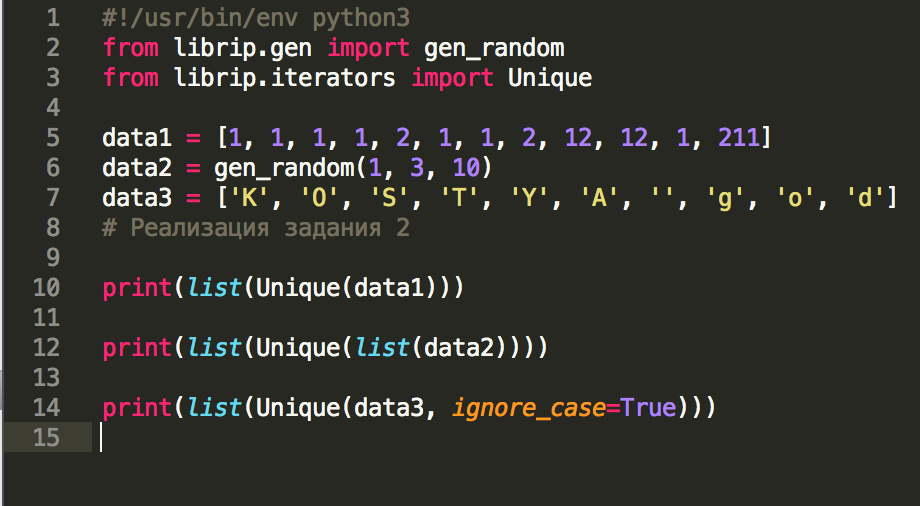 1 #!/usr/bin/env python3
2 from librip.gen import gen_random
3 from librip.iterators import Unique
4
5 data1 = [1, 1, 1, 1, 2, 1, 1, 2, 12, 12, 1, 211]
6 data2 = gen_random(1, 3, 10)
7 data3 = ['K', 'O', 'S', 'T', 'Y', 'A', '', 'g', 'o', 'd']
8 # Реализация задания 2
9
10 print(list(Unique(data1)))
11
12 print(list(Unique(list(data2))))
13
14 print(list(Unique(data3, ignore_case=True)))
15